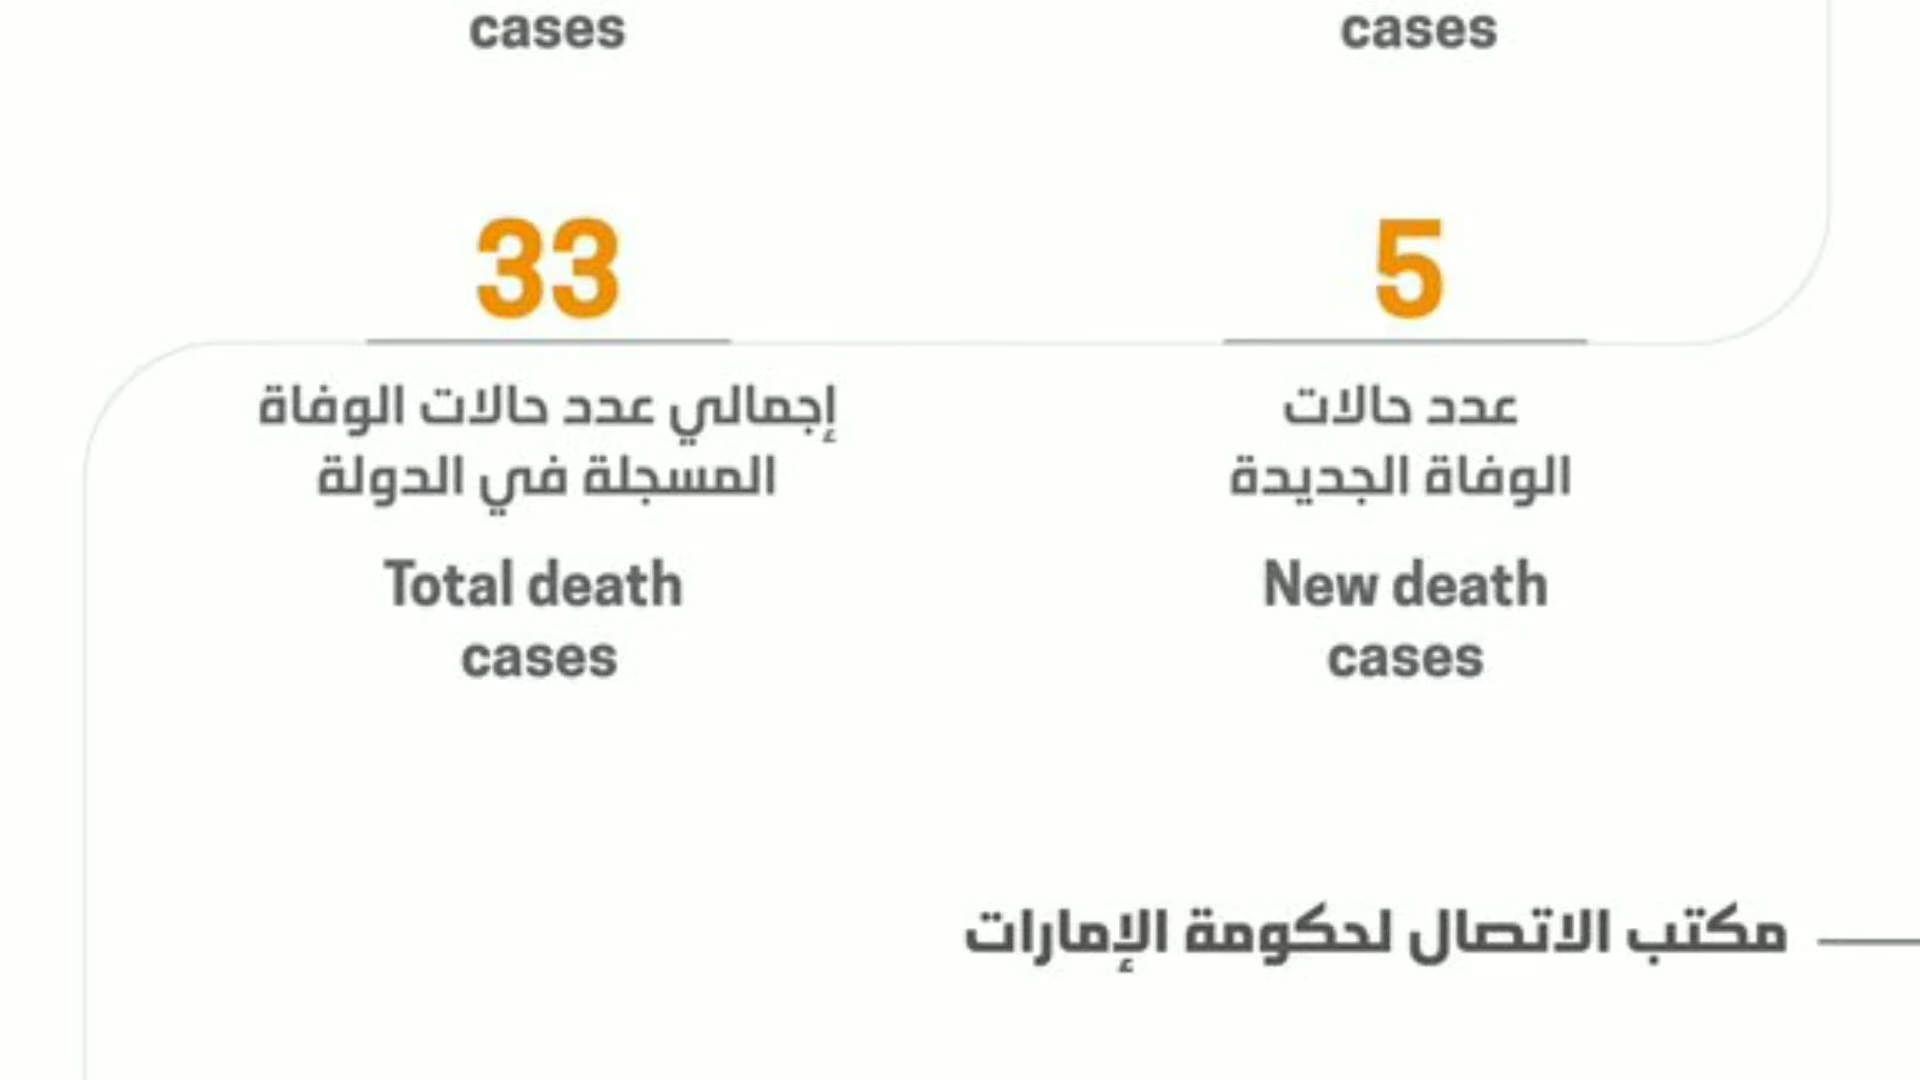 cases
cases
33
إجمالي عدد حالات الوفاة
المسجلة في الدولة
Total death
cases
5
عدد حالات
الوفاة الجديدة
New death
cases
مكتب الاتصال لحكومة الإمارات